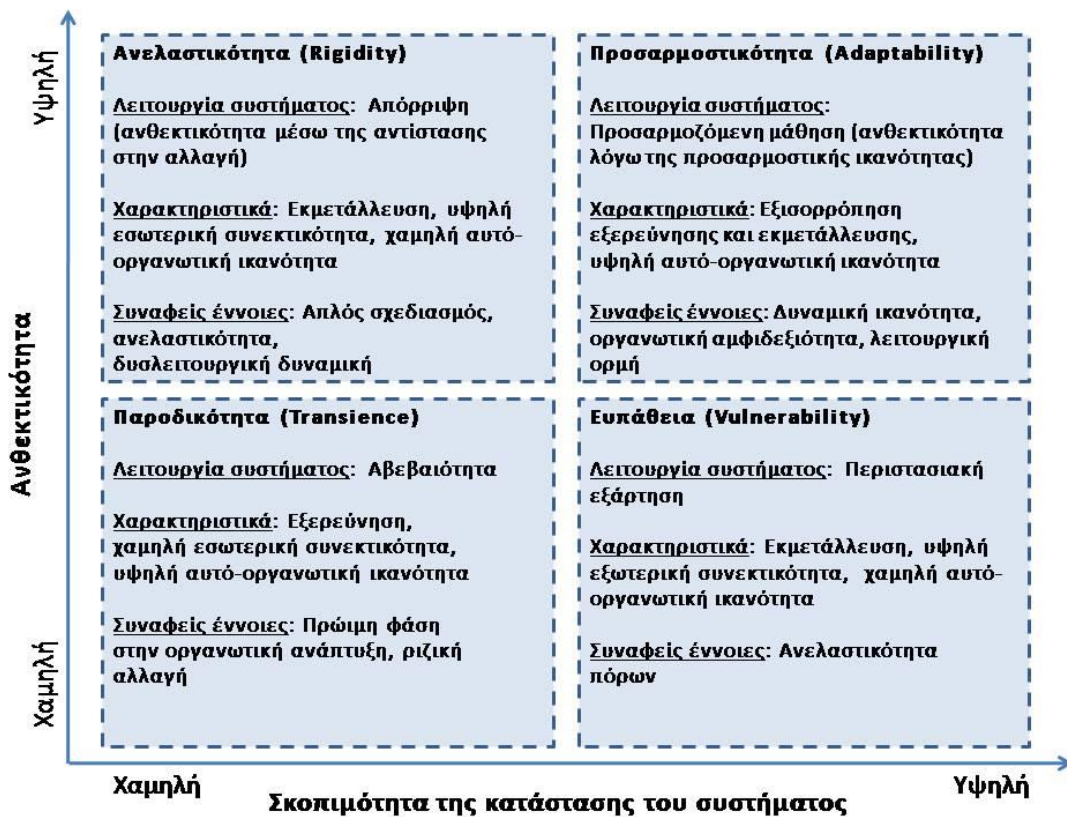 Υψηλή
Ανθεκτικότητα
Χαμηλή
Ανελαστικότητα (Rigidity)
Λειτουργία συστήματος: Απόρριψη
(ανθεκτικότητα μέσω της αντίστασης
στην αλλαγή)
Χαρακτηριστικά: Εκμετάλλευση, υψηλή
εσωτερική συνεκτικότητα, χαμηλή αυτό-
οργανωτική ικανότητα
Συναφείς έννοιες: Απλός σχεδιασμός,
ανελαστικότητα,
δυσλειτουργική δυναμική
Προσαρμοστικότητα (Adaptability)
Λειτουργία συστήματος:
Προσαρμοζόμενη μάθηση (ανθεκτικότητα
λόγω της προσαρμοστικής ικανότητας)
Χαρακτηριστικά: Εξισορρόπηση
εξερεύνησης και εκμετάλλευσης,
υψηλή αυτό-οργανωτική ικανότητα
Συναφείς έννοιες: Δυναμική ικανότητα,
οργανωτική αμφιδεξιότητα, λειτουργική
ορμή
Παροδικότητα (Transience)
Λειτουργία συστήματος: Αβεβαιότητα
Χαρακτηριστικά: Εξερεύνηση,
χαμηλή εσωτερική συνεκτικότητα,
υψηλή αυτό-οργανωτική ικανότητα
Συναφείς έννοιες: Πρώιμη φάση
στην οργανωτική ανάπτυξη, ριζική
αλλαγή
Ευπάθεια (Vulnerability)
Λειτουργία συστήματος: Περιστασιακή
εξάρτηση
Χαρακτηριστικά: Εκμετάλλευση, υψηλή
εξωτερική συνεκτικότητα, χαμηλή αυτό-
οργανωτική ικανότητα
Συναφείς έννοιες: Ανελαστικότητα
πόρων
Χαμηλή
Υψηλή
Σκοπιμότητα της κατάστασης του συστήματος